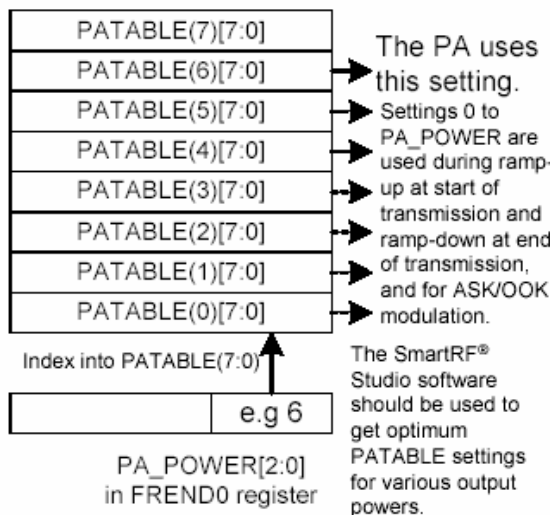 PATABLE(7)[7:0]
PATABLE(6)[7:0]
PATABLE(5)[7:0]
PATABLE(4)[7:0]
PATABLE(3)[7:0]
PATABLE(2)[7:0]
PATABLE(1)[7:0]
PATABLE(0)[7:0]
The PA uses
this setting.
Settings 0 to
PA_POWER are
used during ramp-
up at start of
transmission and
ramp-down at end
of transmission,
and for ASK/OOK
modulation.
Index into PATABLE(7:0)
e.g 6
PA_POWER[2:0]
in FREND0 register
The SmartRF®
Studio software
should be used to
get optimum
PATABLE settings
for various output
powers.